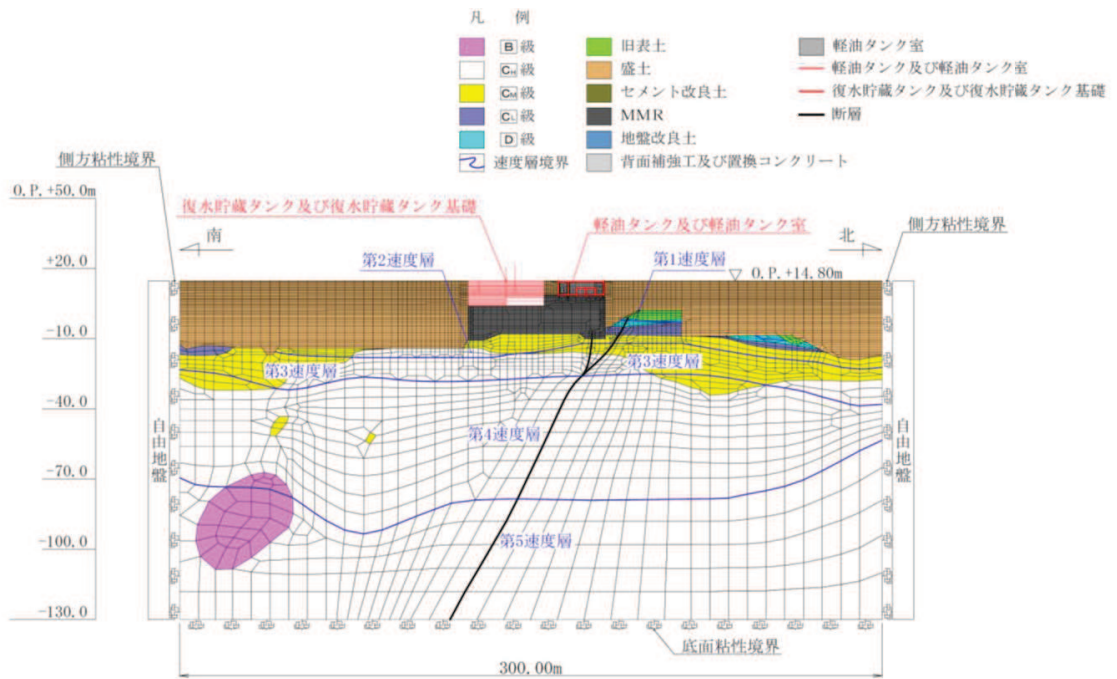 凡 例
B 級
CH 級
CM 級
CL 級
D 級
速度層境界
旧表土
盛土
セメント改良土
MMR
地盤改良土
背面補強工及び置換コンクリート
軽油タンク室
軽油タンク及び軽油タンク室
復水貯蔵タンク及び復水貯蔵タンク基礎
断層
側方粘性境界
O.P.+50.0m
復水貯蔵タンク及び復水貯蔵タンク基礎
軽油タンク及び軽油タンク室
側方粘性境界
南
北
+20.0
第2速度層
第1速度層
O.P.+14.80m
-10.0
第3速度層
第3速度層
-40.0
自由地盤
第4速度層
自由地盤
-70.0
第5速度層
-100.0
-130.0
底面粘性境界
300.00m